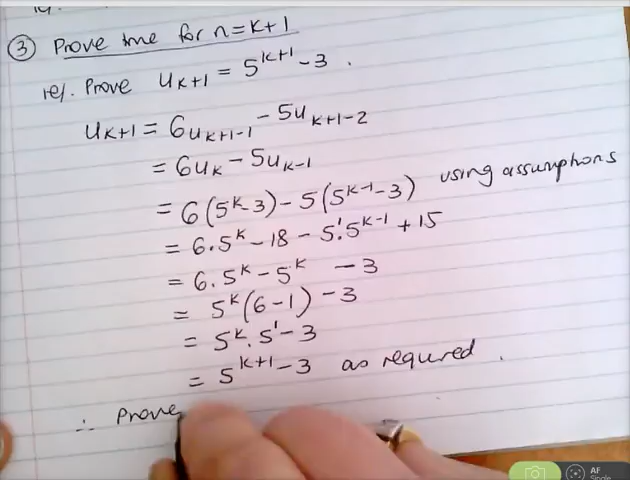 ③ Prove true for n=k+1
ie/. Prove u_{k+1} = 5^{k+1} - 3 .
u_{k+1} = 6u_{k+1-1} - 5u_{k+1-2}
= 6u_k - 5u_{k-1}
= 6(5^k - 3) - 5(5^{k-1} - 3) using assumptions
= 6·5^k - 18 - 5^1·5^{k-1} + 15
= 6·5^k - 5^k - 3
= 5^k(6-1) - 3
= 5^k·5^1 - 3
= 5^{k+1} - 3 as required .
∴ Prove
AF
Single